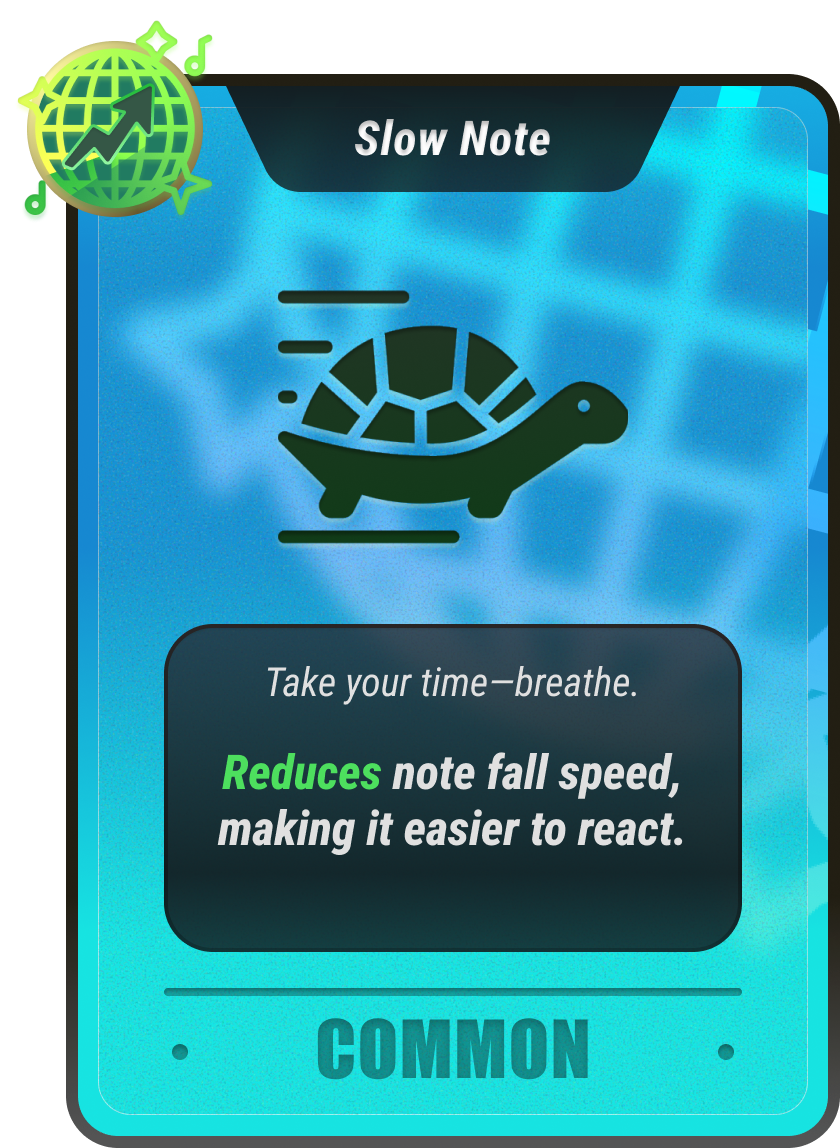 Slow Note
Take your time—breathe.
Reduces note fall speed,
making it easier to react.
COMMON